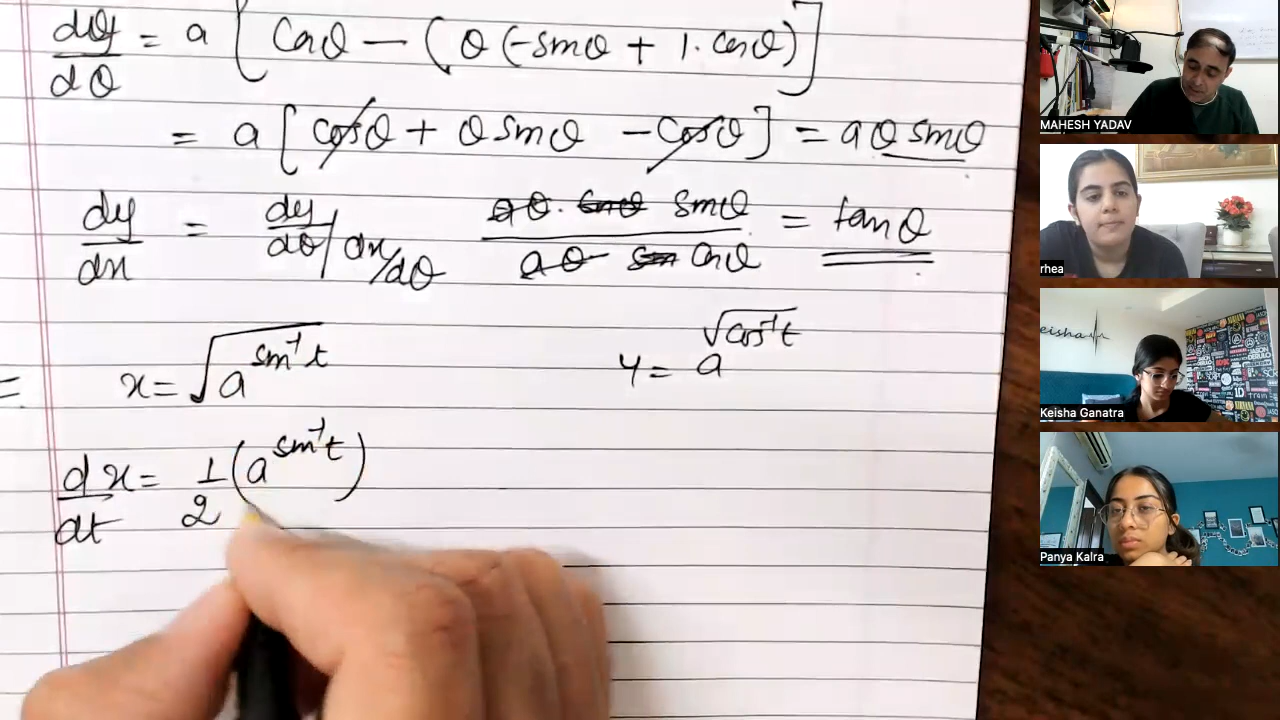 dy/dθ = a [ Cosθ — (θ(-sinθ + 1·cosθ) ]
= a [ cosθ + θ sinθ - cosθ ] = aθ sinθ
dy/dx = dy/dθ / dx/dθ  aθ· sinθ / aθ cosθ = tanθ
x = √a^sin⁻¹t  y = a^√cos⁻¹t
dx/dt = 1/2 (a^sin⁻¹t)
MAHESH YADAV
rhea
eisha
Keisha Ganatra
Panya Kalra